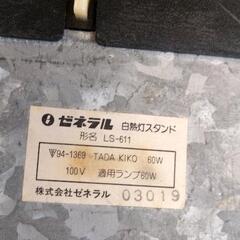 ゼネラル 白熱灯スタンド
形名 LS-611
94-1369 TADA KIKO 60W
100V 適用ランプ60W
株式会社ゼネラル 03019